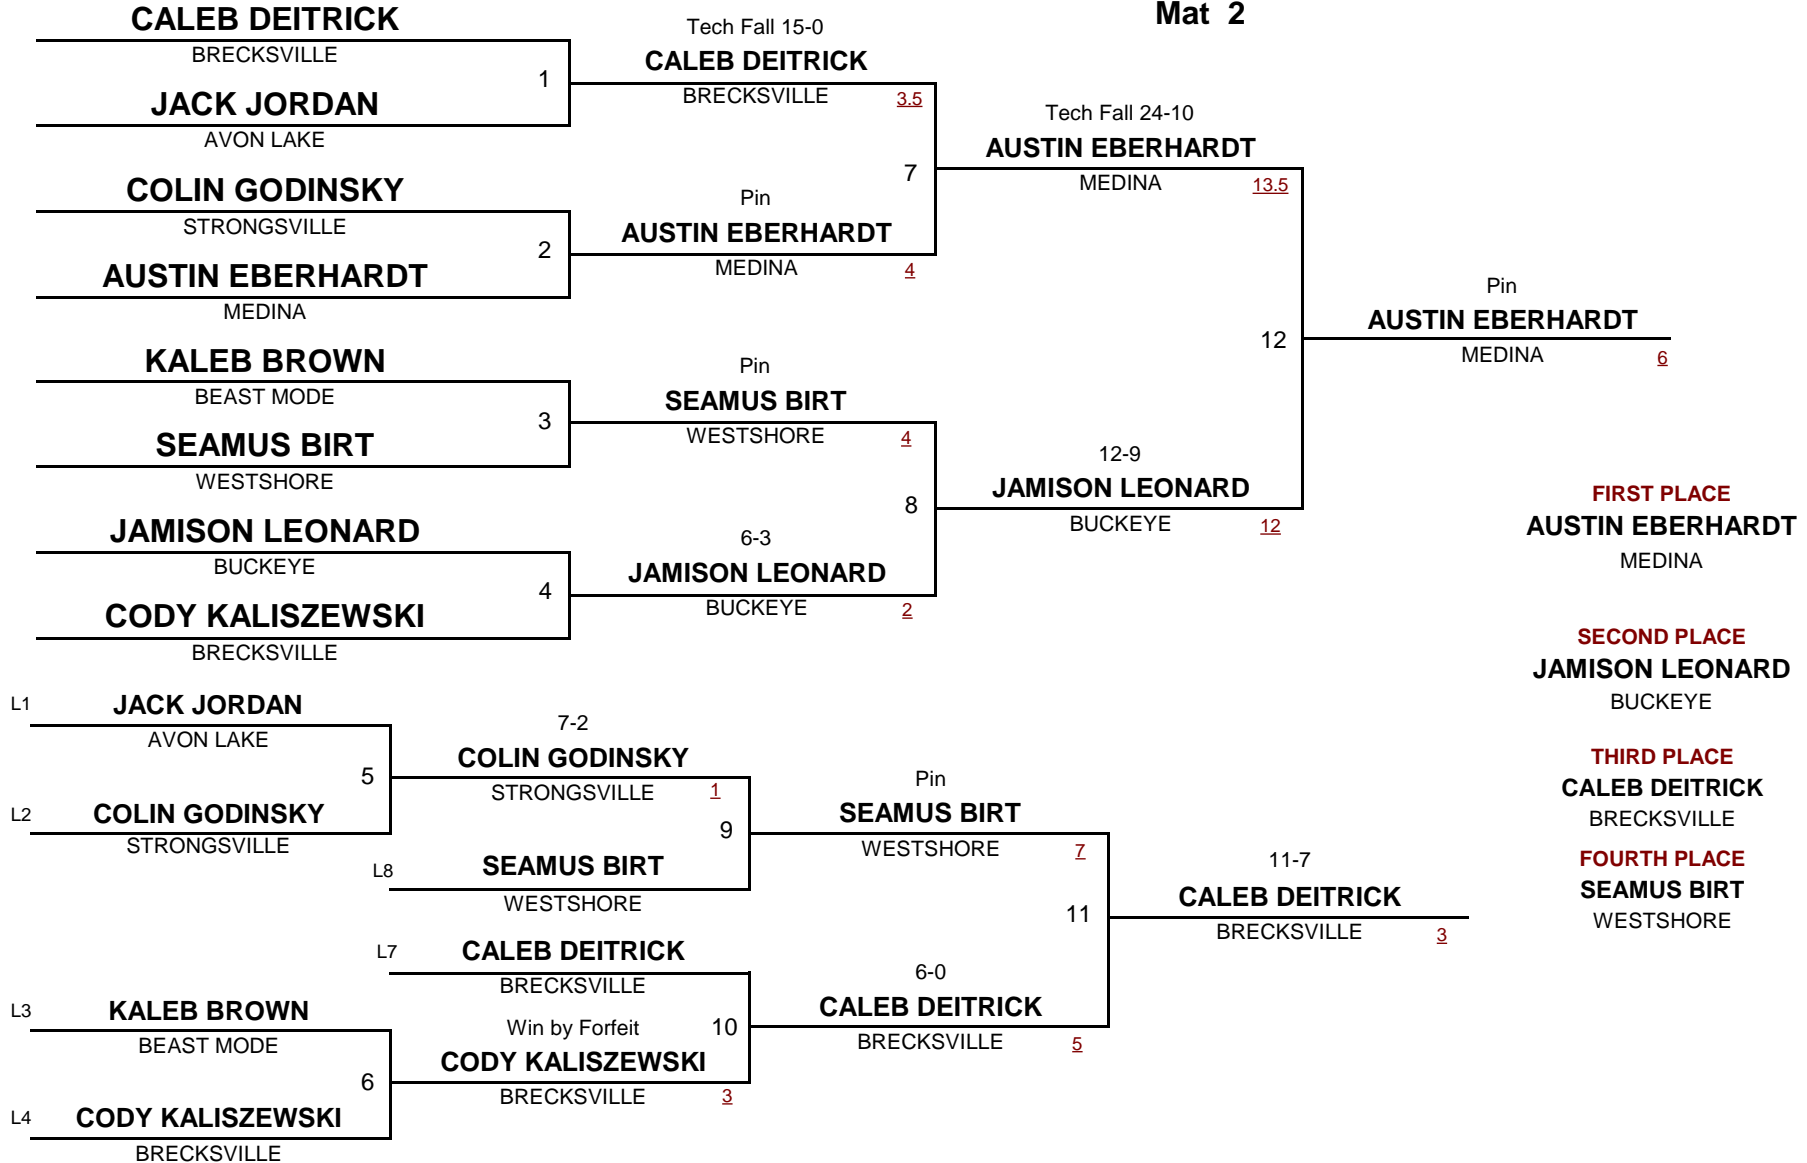 Mat 2
CALEB DEITRICK
BRECKSVILLE
1
JACK JORDAN
AVON LAKE
COLIN GODINSKY
STRONGSVILLE
2
AUSTIN EBERHARDT
MEDINA
KALEB BROWN
BEAST MODE
3
SEAMUS BIRT
WESTSHORE
JAMISON LEONARD
BUCKEYE
4
CODY KALISZEWSKI
BRECKSVILLE
Tech Fall 15-0
CALEB DEITRICK
BRECKSVILLE 3.5
7
Pin
AUSTIN EBERHARDT
MEDINA 4
Pin
SEAMUS BIRT
WESTSHORE 4
8
6-3
JAMISON LEONARD
BUCKEYE 2
Tech Fall 24-10
AUSTIN EBERHARDT
MEDINA 13.5
12
12-9
JAMISON LEONARD
BUCKEYE 12
Pin
AUSTIN EBERHARDT
MEDINA 6
L1 JACK JORDAN
AVON LAKE
5
L2 COLIN GODINSKY
STRONGSVILLE
L3 KALEB BROWN
BEAST MODE
6
L4 CODY KALISZEWSKI
BRECKSVILLE
7-2
COLIN GODINSKY
STRONGSVILLE 1
9
L8 SEAMUS BIRT
WESTSHORE
L7 CALEB DEITRICK
BRECKSVILLE
Win by Forfeit 10
CODY KALISZEWSKI
BRECKSVILLE 3
Pin
SEAMUS BIRT
WESTSHORE 7
11
6-0
CALEB DEITRICK
BRECKSVILLE 5
11-7
CALEB DEITRICK
BRECKSVILLE 3
FIRST PLACE
AUSTIN EBERHARDT
MEDINA
SECOND PLACE
JAMISON LEONARD
BUCKEYE
THIRD PLACE
CALEB DEITRICK
BRECKSVILLE
FOURTH PLACE
SEAMUS BIRT
WESTSHORE